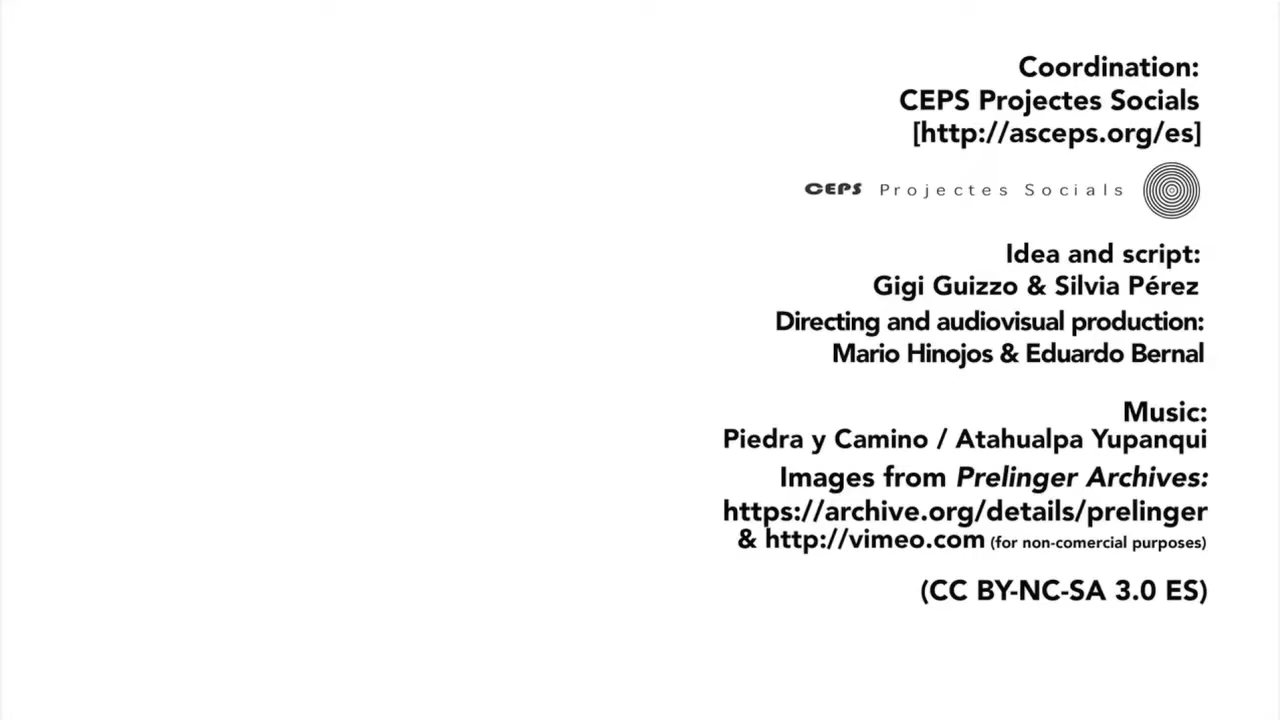 Coordination:
CEPS Projectes Socials
[http://asceps.org/es]
CEPS Projectes Socials
Idea and script:
Gigi Guizzo & Silvia Pérez
Directing and audiovisual production:
Mario Hinojos & Eduardo Bernal
Music:
Piedra y Camino / Atahualpa Yupanqui
Images from Prelinger Archives:
https://archive.org/details/prelinger
& http://vimeo.com (for non-comercial purposes)
(CC BY-NC-SA 3.0 ES)